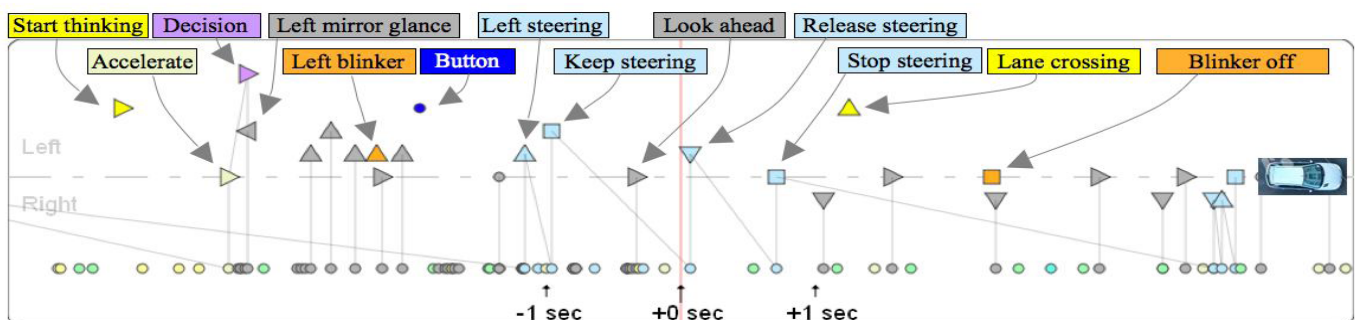 Start thinking
Decision
Left mirror glance
Left steering
Look ahead
Release steering
Accelerate
Left blinker
Button
Keep steering
Stop steering
Lane crossing
Blinker off
Left
Right
-1 sec
+0 sec
+1 sec